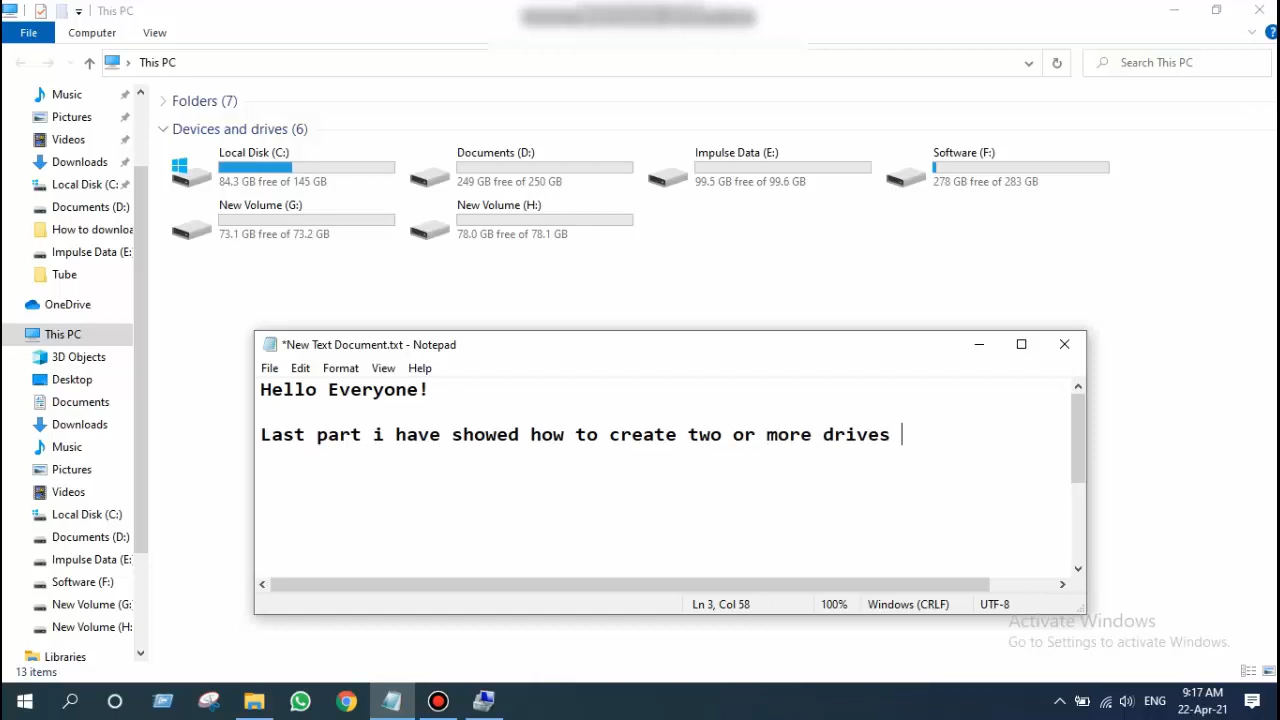 This PC
File Computer View
This PC
Search This PC
Music
Pictures
Videos
Downloads
Local Disk (C:
Documents (D:)
How to downloa
Impulse Data (E:
Tube
OneDrive
This PC
3D Objects
Desktop
Documents
Downloads
Music
Pictures
Videos
Local Disk (C:)
Documents (D:)
Impulse Data (E:
Software (F:)
New Volume (G:
New Volume (H:
Libraries
13 items
Folders (7)
Devices and drives (6)
Local Disk (C:)
84.3 GB free of 145 GB
Documents (D:)
249 GB free of 250 GB
Impulse Data (E:)
99.5 GB free of 99.6 GB
Software (F:)
278 GB free of 283 GB
New Volume (G:)
73.1 GB free of 73.2 GB
New Volume (H:)
78.0 GB free of 78.1 GB
*New Text Document.txt - Notepad
File Edit Format View Help
Hello Everyone!
Last part i have showed how to create two or more drives
Ln 3, Col 58 100% Windows (CRLF) UTF-8
Activate Windows
Go to Settings to activate Windows.
ENG
9:17 AM
22-Apr-21